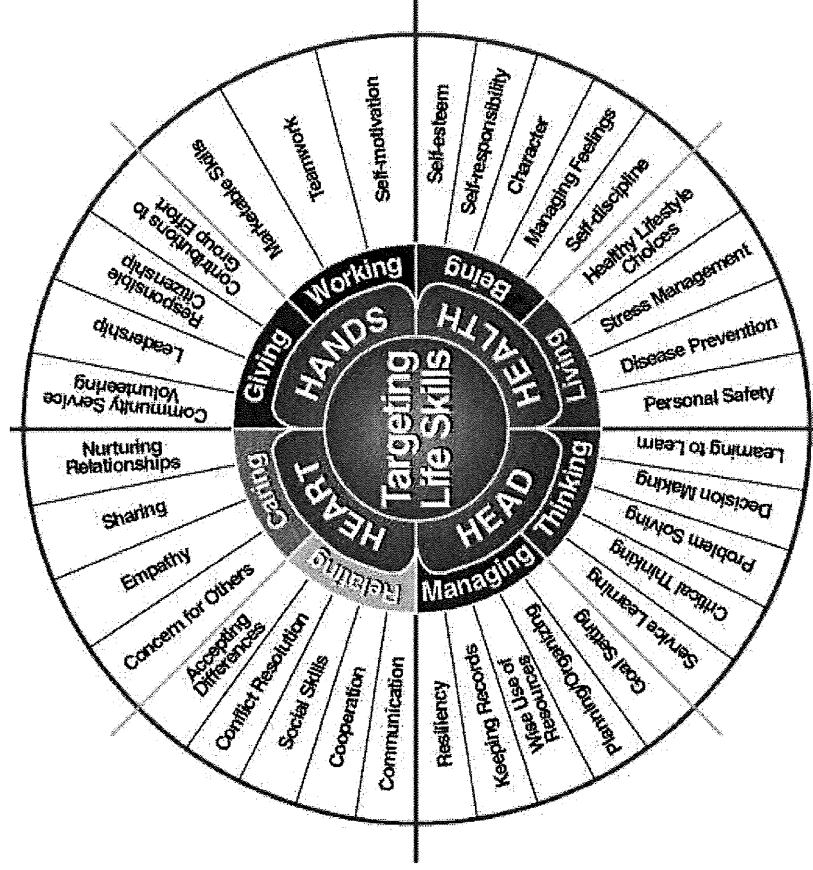 Targeting
Life Skills
HEAD
Managing
Resiliency
Keeping Records
Wise Use of
Resources
Planning/Organizing
Goal Setting
Thinking
Service Learning
Critical Thinking
Problem Solving
Decision Making
Learning to Learn
HEART
Relating
Communication
Cooperation
Social Skills
Conflict Resolution
Accepting
Differences
Caring
Concern for Others
Empathy
Sharing
Nurturing
Relationships
HANDS
Giving
Community Service
Volunteering
Leadership
Responsible
Citizenship
Contributions to
Group Effort
Working
Marketable Skills
Teamwork
Self-motivation
HEALTH
Being
Self-esteem
Self-responsibility
Character
Managing Feelings
Self-discipline
Living
Healthy Lifestyle
Choices
Stress Management
Disease Prevention
Personal Safety